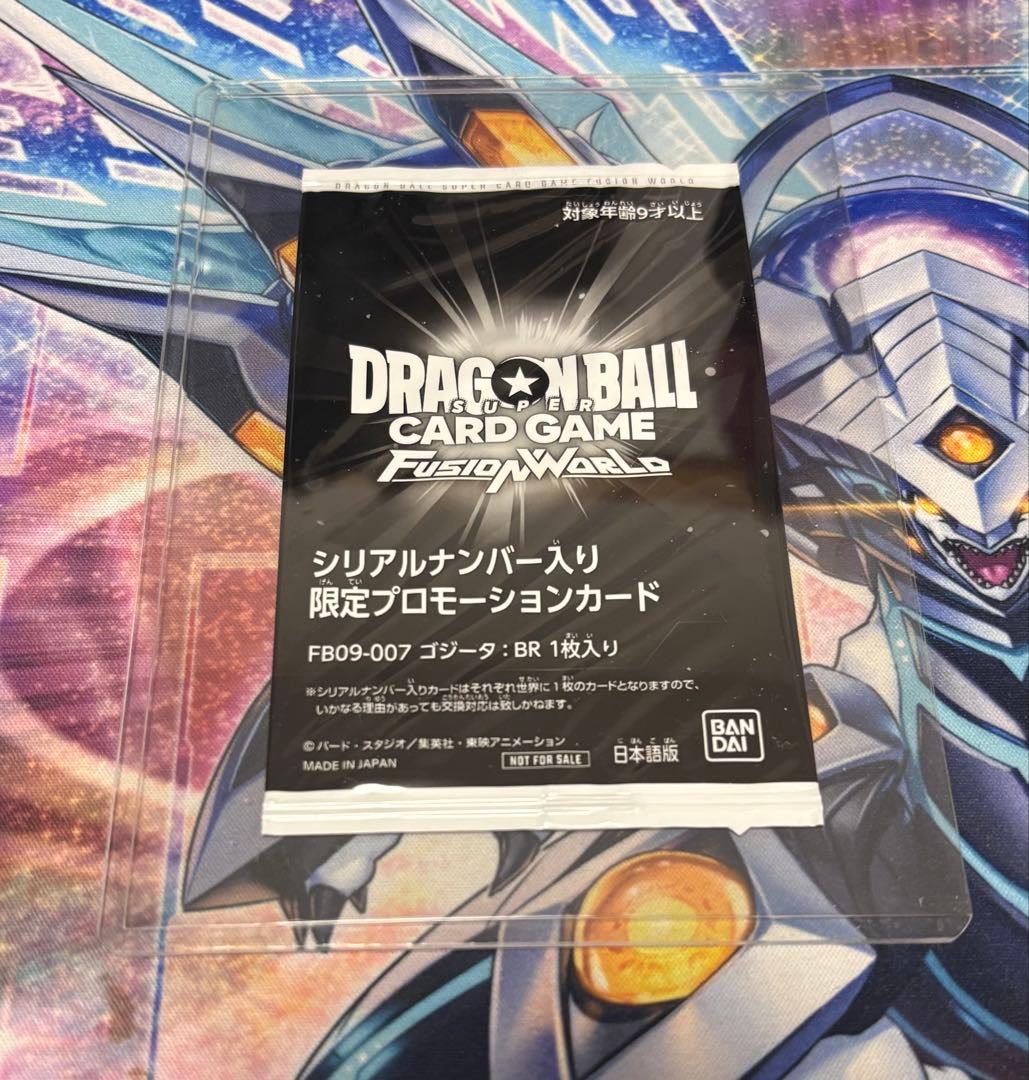 DRAGON BALL SUPER CARD GAME FUSION WORLD
対象年齢9才以上
DRAGON BALL
SUPER
CARD GAME
FUSION WORLD
シリアルナンバー入り
限定プロモーションカード
FB09-007 ゴジータ : BR 1枚入り
※シリアルナンバー入りカードはそれぞれ世界に1枚のカードとなりますので、
いかなる理由があっても交換対応は致しかねます。
©バード・スタジオ/集英社・東映アニメーション
MADE IN JAPAN
NOT FOR SALE
日本語版
BAN
DAI